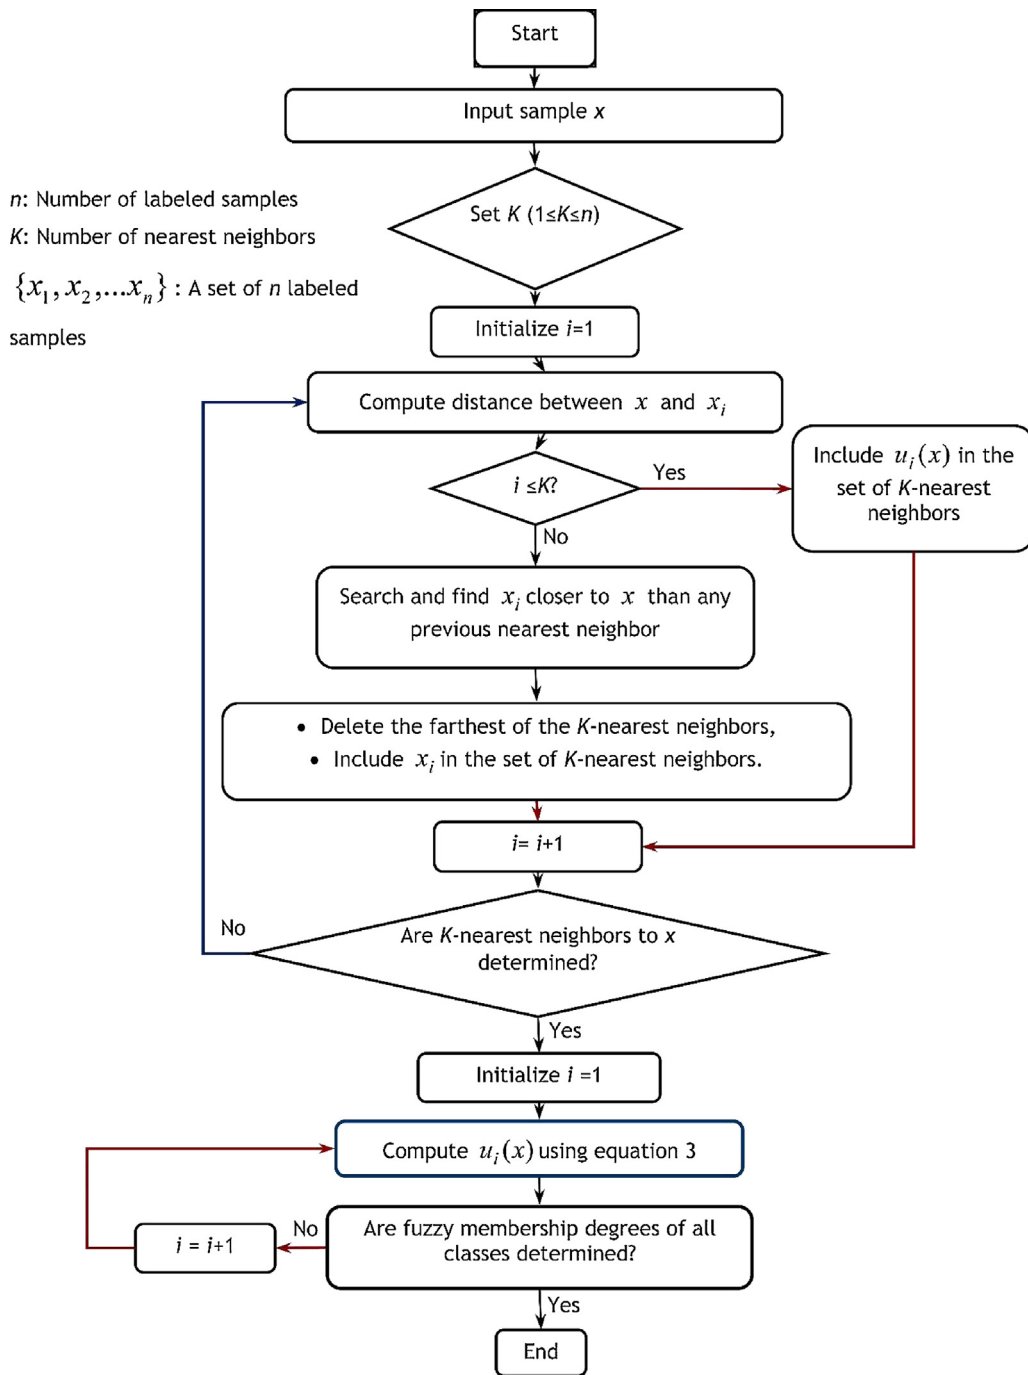 Start
Input sample x
n: Number of labeled samples
K: Number of nearest neighbors
{x₁, x₂,...xₙ} : A set of n labeled
samples
Set K (1≤K≤n)
Initialize i=1
Compute distance between x and xᵢ
i ≤K?
Yes
Include uᵢ(x) in the
set of K-nearest
neighbors
No
Search and find xᵢ closer to x than any
previous nearest neighbor
• Delete the farthest of the K-nearest neighbors,
• Include xᵢ in the set of K-nearest neighbors.
i= i+1
No
Are K-nearest neighbors to x
determined?
Yes
Initialize i =1
Compute uᵢ(x) using equation 3
Are fuzzy membership degrees of all
classes determined?
No
i = i+1
Yes
End